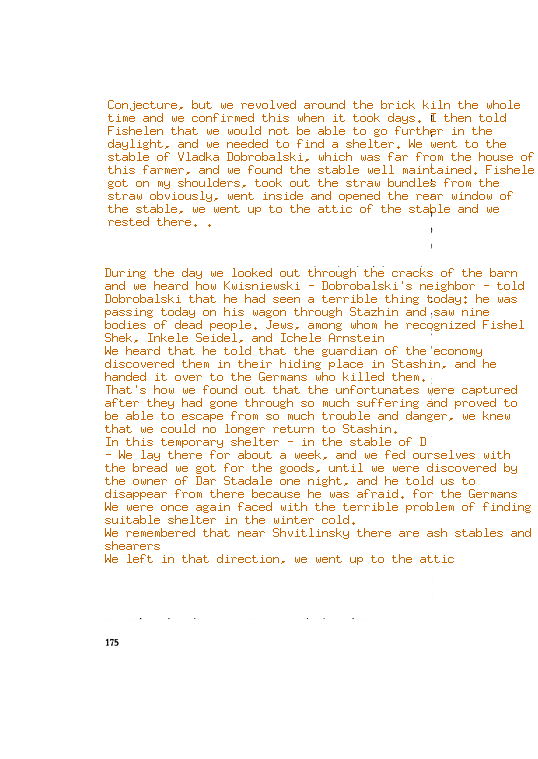 Conjecture, but we revolved around the brick kiln the whole
time and we confirmed this when it took days. I then told
Fishelen that we would not be able to go further in the
daylight, and we needed to find a shelter. We went to the
stable of Vladka Dobrobalski, which was far from the house of
this farmer, and we found the stable well maintained. Fishele
got on my shoulders, took out the straw bundles from the
straw obviously, went inside and opened the rear window of
the stable, we went up to the attic of the stable and we
rested there. .
During the day we looked out through the cracks of the barn
and we heard how Kwisniewski - Dobrobalski's neighbor - told
Dobrobalski that he had seen a terrible thing today: he was
passing today on his wagon through Stazhin and saw nine
bodies of dead people. Jews, among whom he recognized Fishel
Shek, Inkele Seidel, and Ichele Arnstein
We heard that he told that the guardian of the economy
discovered them in their hiding place in Stashin, and he
handed it over to the Germans who killed them.
That's how we found out that the unfortunates were captured
after they had gone through so much suffering and proved to
be able to escape from so much trouble and danger, we knew
that we could no longer return to Stashin.
In this temporary shelter - in the stable of D
- We lay there for about a week, and we fed ourselves with
the bread we got for the goods, until we were discovered by
the owner of Dar Stadale one night, and he told us to
disappear from there because he was afraid. for the Germans
We were once again faced with the terrible problem of finding
suitable shelter in the winter cold.
We remembered that near Shvitlinsky there are ash stables and
shearers
We left in that direction, we went up to the attic
175